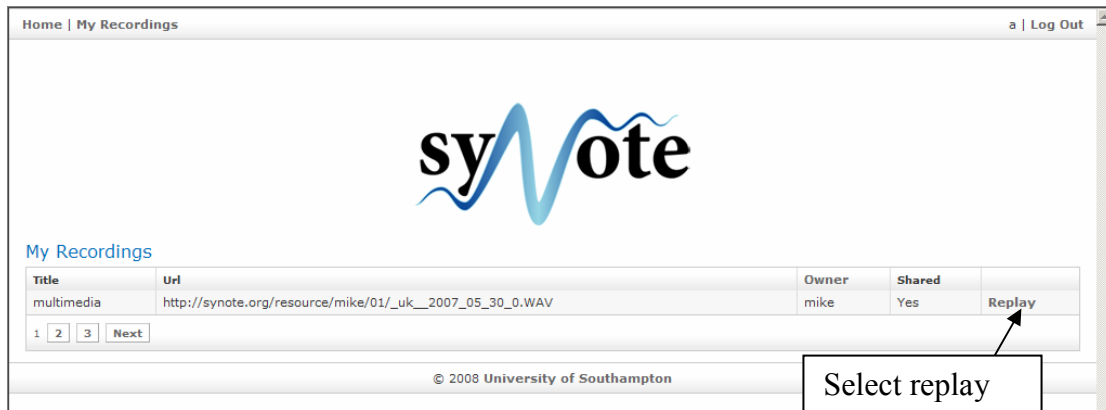 Home | My Recordings
a | Log Out
syNote
My Recordings
Title Url Owner Shared
multimedia http://synote.org/resource/mike/01/_uk__2007_05_30_0.WAV mike Yes Replay
1 2 3 Next
© 2008 University of Southampton
Select replay